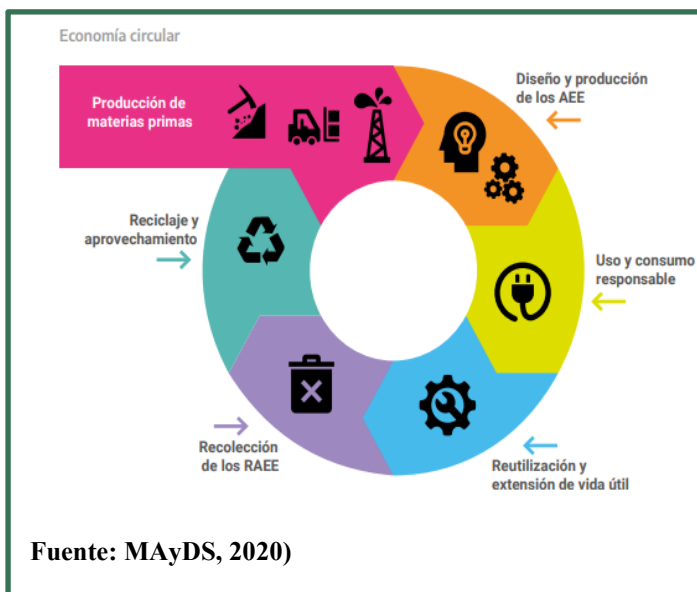 Economía circular
Producción de
materias primas
Diseño y producción
de los AEE
Uso y consumo
responsable
Reutilización y
extensión de vida útil
Recolección
de los RAEE
Reciclaje y
aprovechamiento
Fuente: MAyDS, 2020)